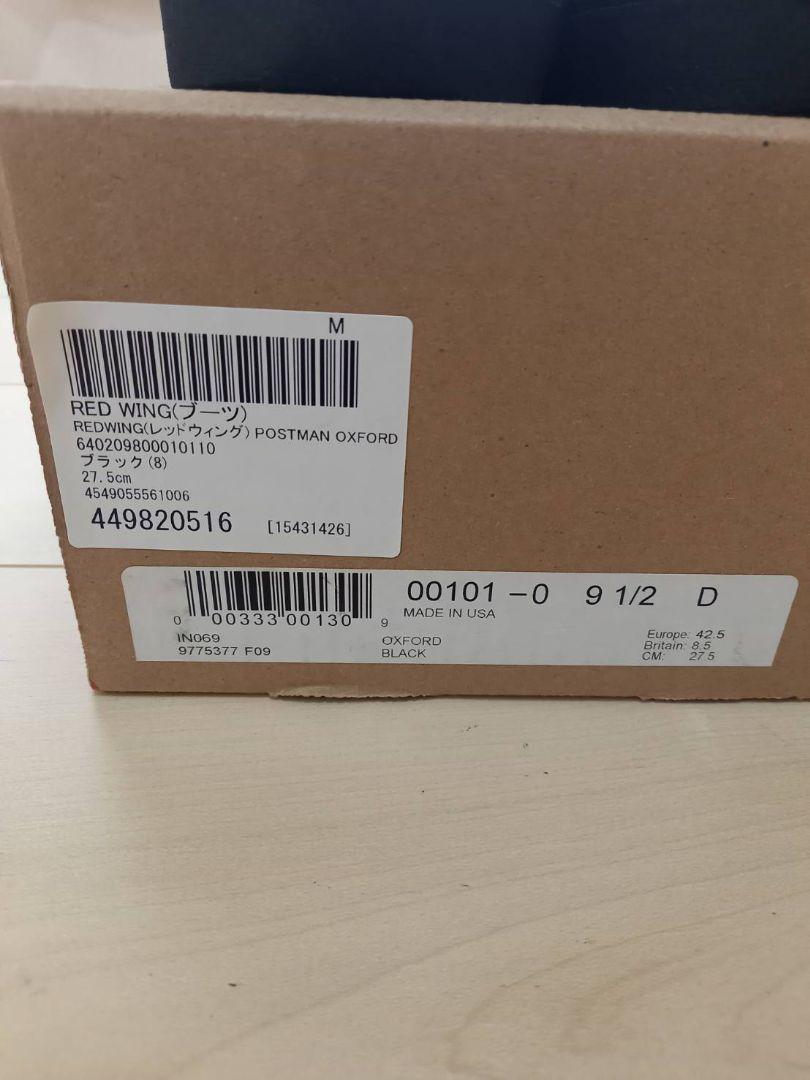 M
RED WING(ブーツ)
REDWING(レッドウィング) POSTMAN OXFORD
640209800010110
ブラック(8)
27.5cm
4549055561006
449820516 [15431426]
00101-0 9 1/2 D
MADE IN USA
0 00333 00130 9
IN069 OXFORD Europe: 42.5
9775377 F09 BLACK Britain: 8.5
CM: 27.5